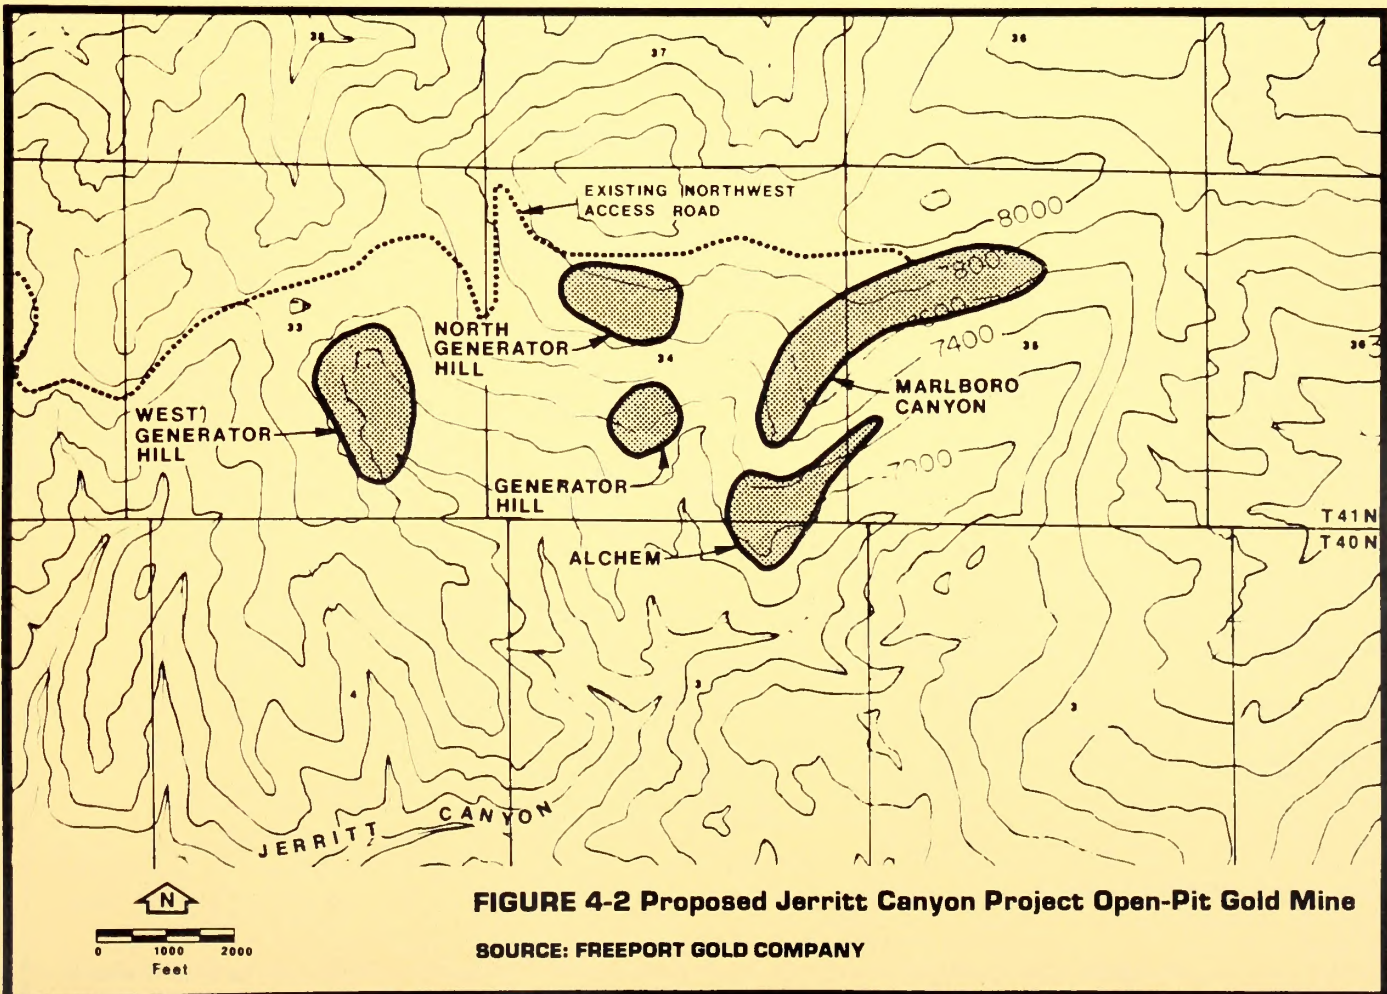 38
37
36
EXISTING NORTHWEST
ACCESS ROAD
8000
7800
33
NORTH
GENERATOR
HILL
34
7400
35
36
MARLBORO
CANYON
WEST
GENERATOR
HILL
7000
GENERATOR
HILL
T41N
T40N
ALCHEM
4
3
3
JERRITT CANYON
N
0 1000 2000
Feet
FIGURE 4-2 Proposed Jerritt Canyon Project Open-Pit Gold Mine
SOURCE: FREEPORT GOLD COMPANY